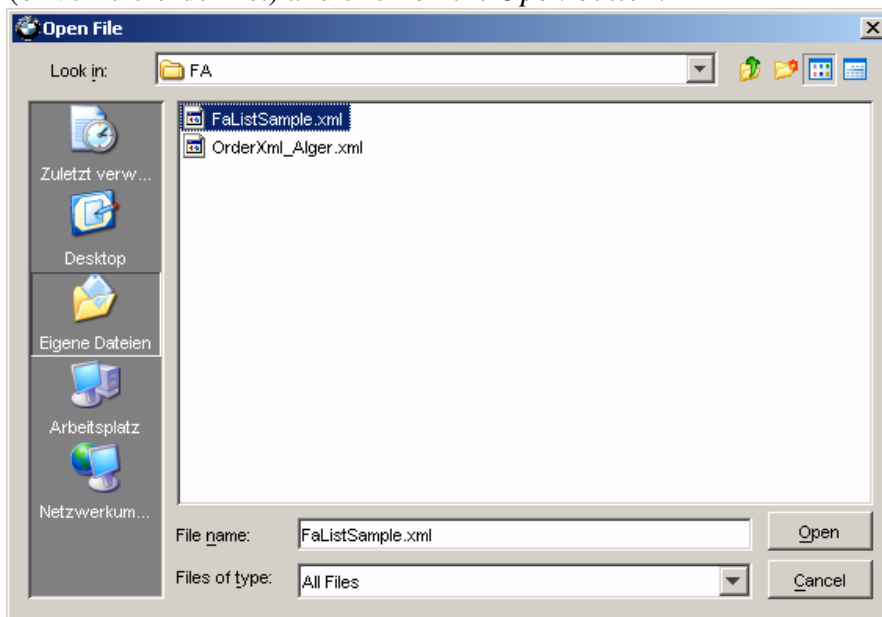 Open File
Look in:
FA
FaListSample.xml
OrderXml_Alger.xml
Zuletzt verw...
Desktop
Eigene Dateien
Arbeitsplatz
Netzwerkum...
File name:
FaListSample.xml
Open
Files of type:
All Files
Cancel